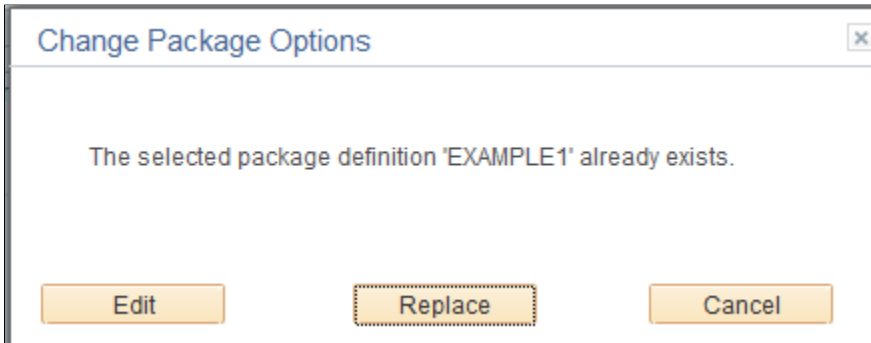 Change Package Options
The selected package definition 'EXAMPLE1' already exists.
Edit Replace Cancel